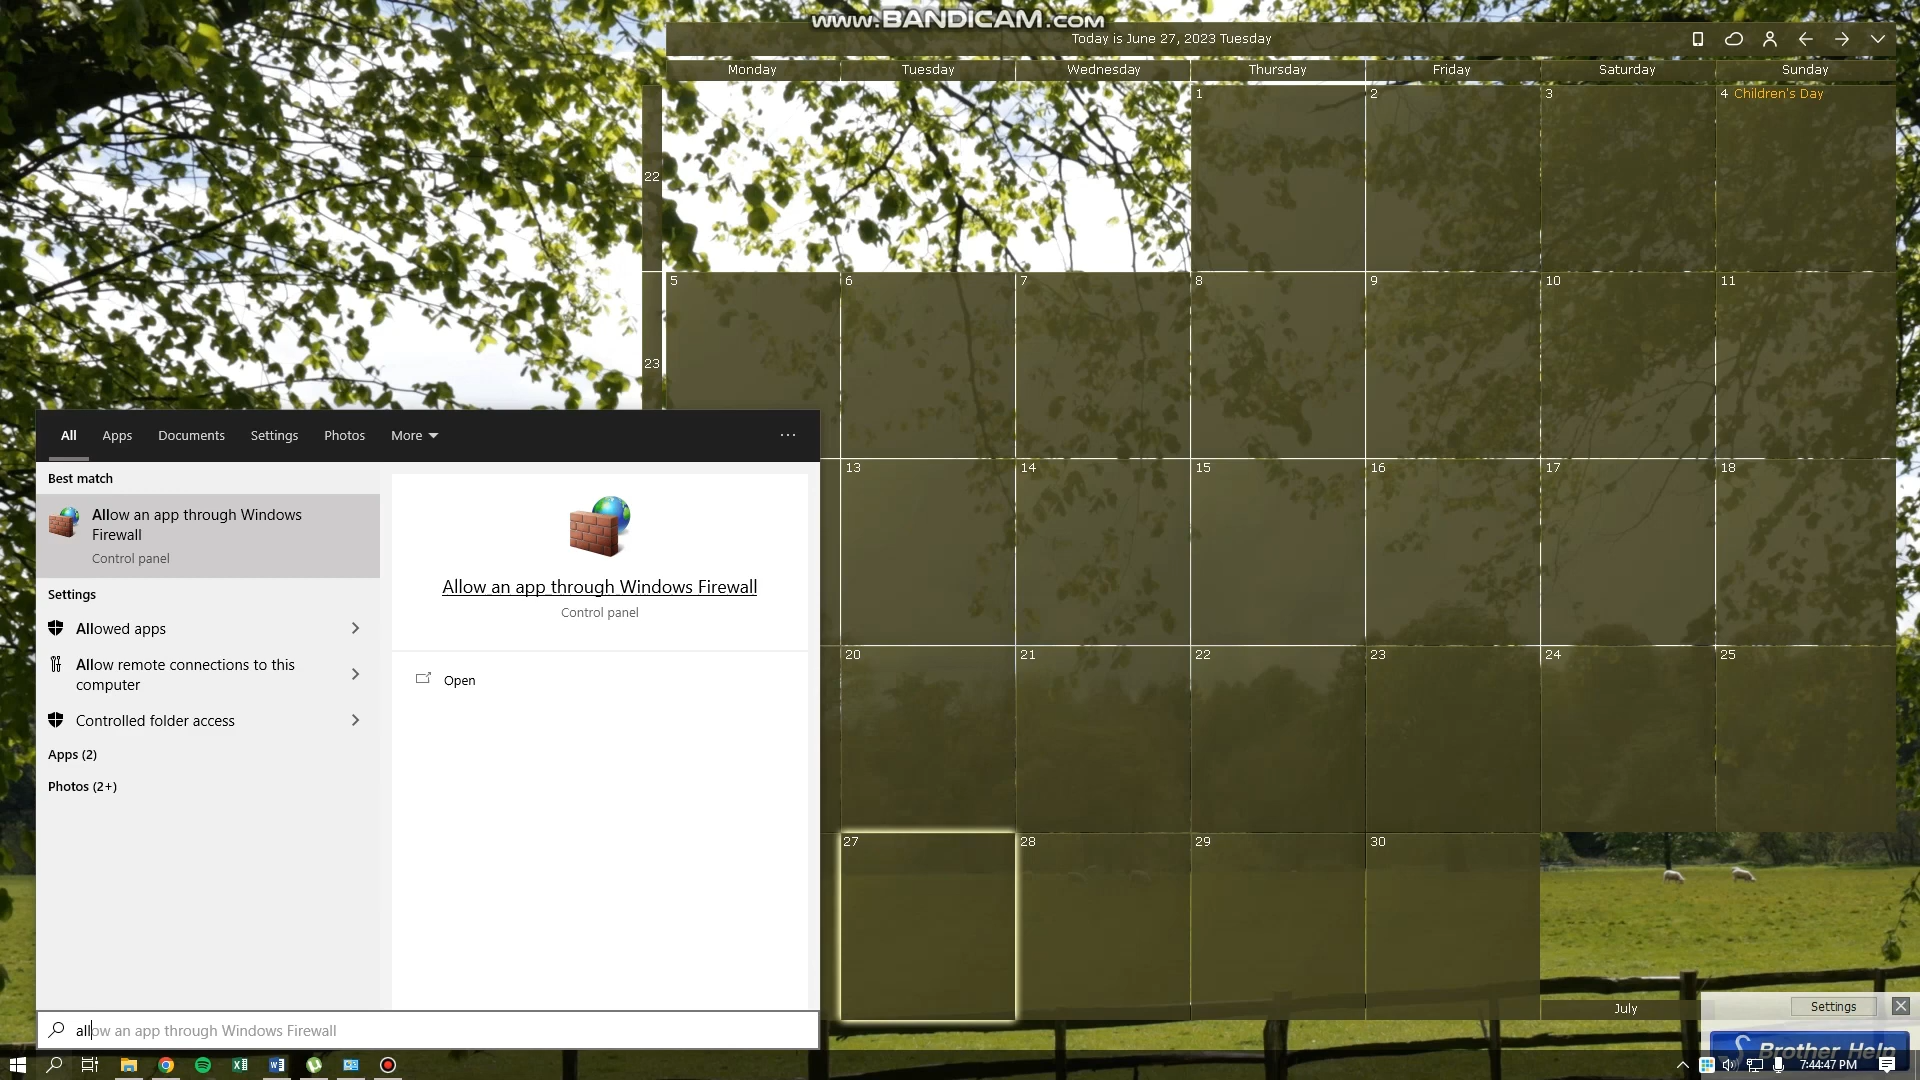 www.BANDICAM.com
Today is June 27, 2023 Tuesday
Monday Tuesday Wednesday Thursday Friday Saturday Sunday
22 1 2 3 4 Children's Day
23 5 6 7 8 9 10 11
13 14 15 16 17 18
20 21 22 23 24 25
27 28 29 30
July
All Apps Documents Settings Photos More
Best match
Allow an app through Windows
Firewall
Control panel
Settings
Allowed apps
Allow remote connections to this
computer
Controlled folder access
Apps (2)
Photos (2+)
Allow an app through Windows Firewall
Control panel
Open
allow an app through Windows Firewall
Settings
Brother Help
7:44:47 PM